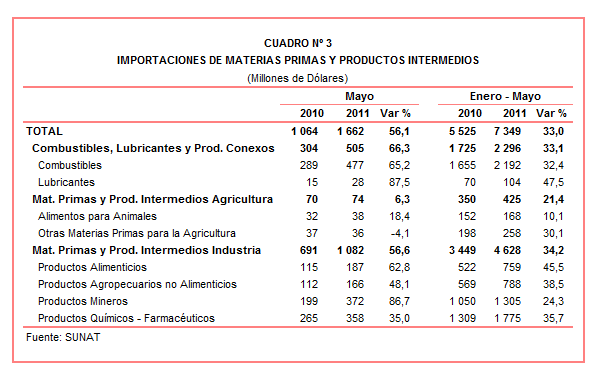 CUADRO Nº 3
IMPORTACIONES DE MATERIAS PRIMAS Y PRODUCTOS INTERMEDIOS
(Millones de Dólares)
Mayo Enero - Mayo
2010 2011 Var % 2010 2011 Var %
TOTAL 1 064 1 662 56,1 5 525 7 349 33,0
Combustibles, Lubricantes y Prod. Conexos 304 505 66,3 1 725 2 296 33,1
Combustibles 289 477 65,2 1 655 2 192 32,4
Lubricantes 15 28 87,5 70 104 47,5
Mat. Primas y Prod. Intermedios Agricultura 70 74 6,3 350 425 21,4
Alimentos para Animales 32 38 18,4 152 168 10,1
Otras Materias Primas para la Agricultura 37 36 -4,1 198 258 30,1
Mat. Primas y Prod. Intermedios Industria 691 1 082 56,6 3 449 4 628 34,2
Productos Alimenticios 115 187 62,8 522 759 45,5
Productos Agropecuarios no Alimenticios 112 166 48,1 569 788 38,5
Productos Mineros 199 372 86,7 1 050 1 305 24,3
Productos Químicos - Farmacéuticos 265 358 35,0 1 309 1 775 35,7
Fuente: SUNAT